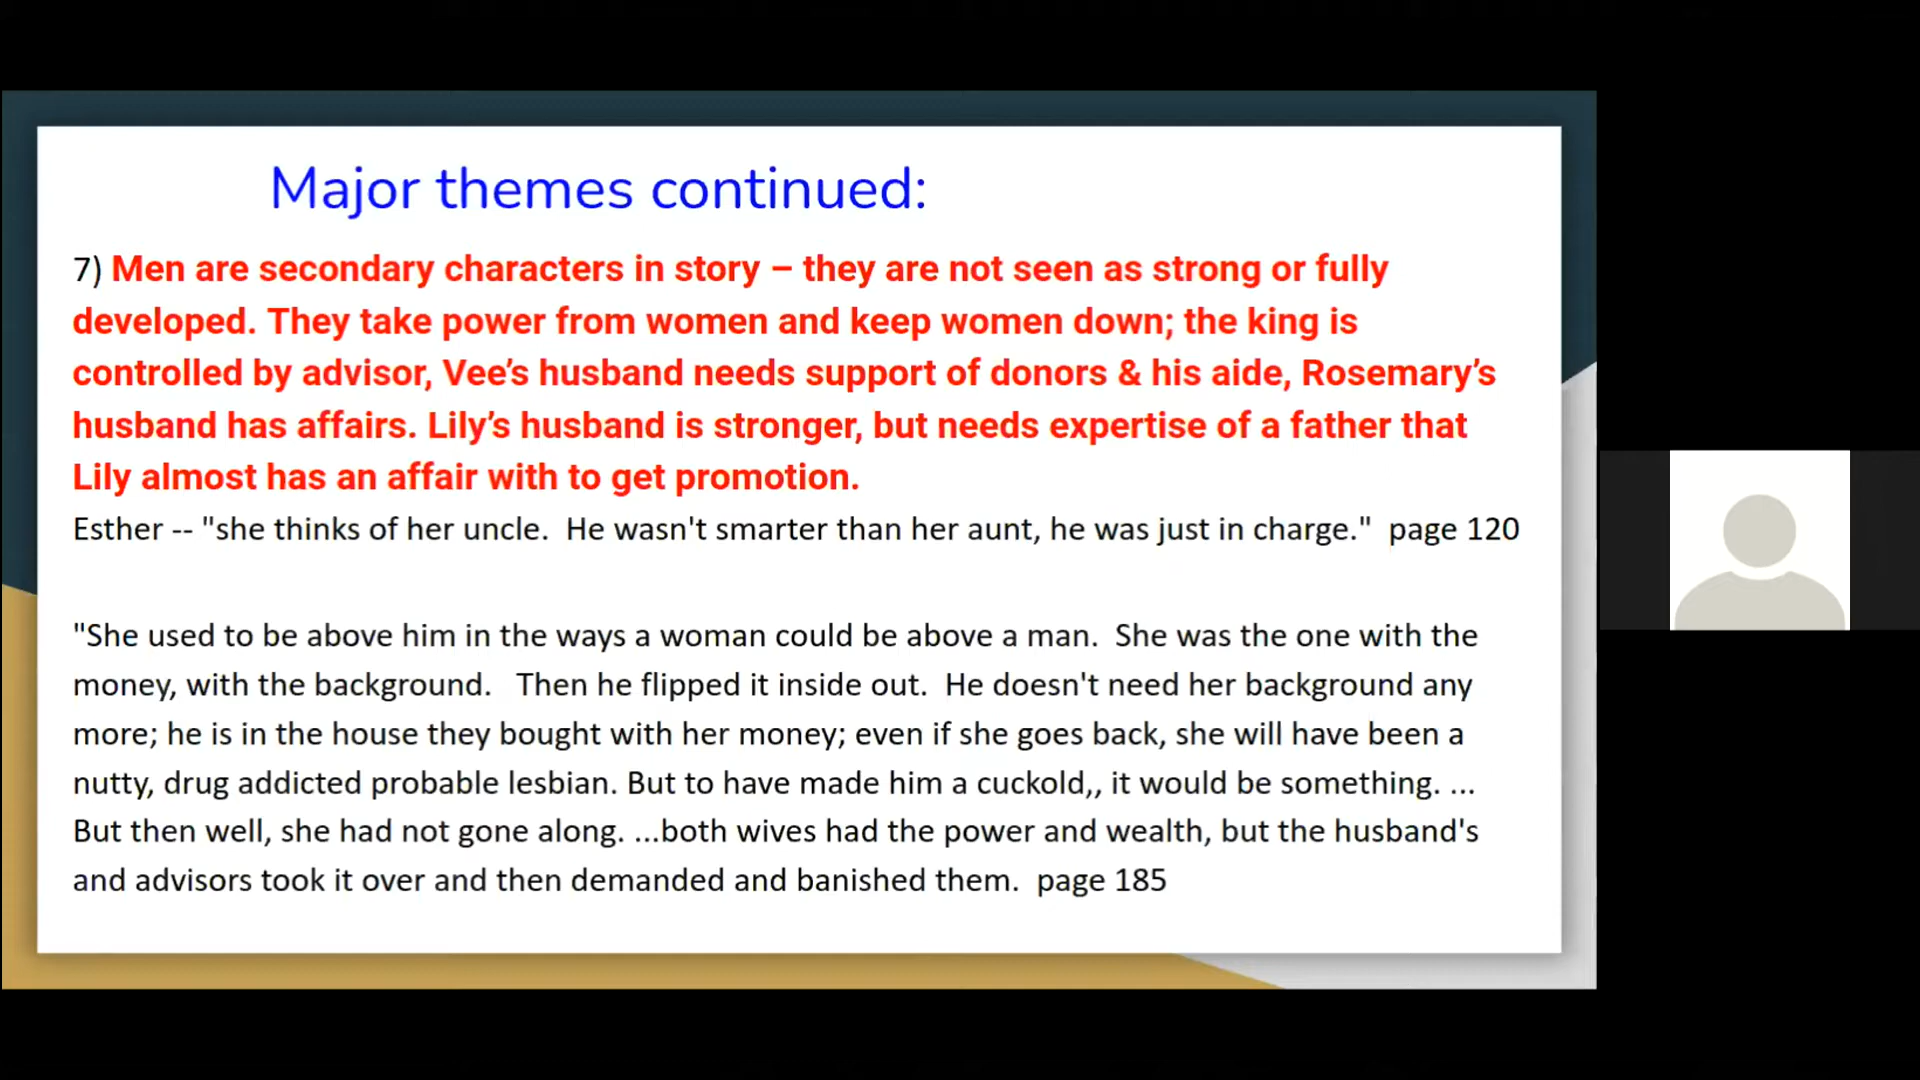 Major themes continued:
7) Men are secondary characters in story – they are not seen as strong or fully
developed. They take power from women and keep women down; the king is
controlled by advisor, Vee’s husband needs support of donors & his aide, Rosemary’s
husband has affairs. Lily’s husband is stronger, but needs expertise of a father that
Lily almost has an affair with to get promotion.
Esther -- "she thinks of her uncle.  He wasn't smarter than her aunt, he was just in charge."  page 120
"She used to be above him in the ways a woman could be above a man.  She was the one with the
money, with the background.   Then he flipped it inside out.  He doesn't need her background any
more; he is in the house they bought with her money; even if she goes back, she will have been a
nutty, drug addicted probable lesbian. But to have made him a cuckold,, it would be something. ...
But then well, she had not gone along. ...both wives had the power and wealth, but the husband's
and advisors took it over and then demanded and banished them.  page 185